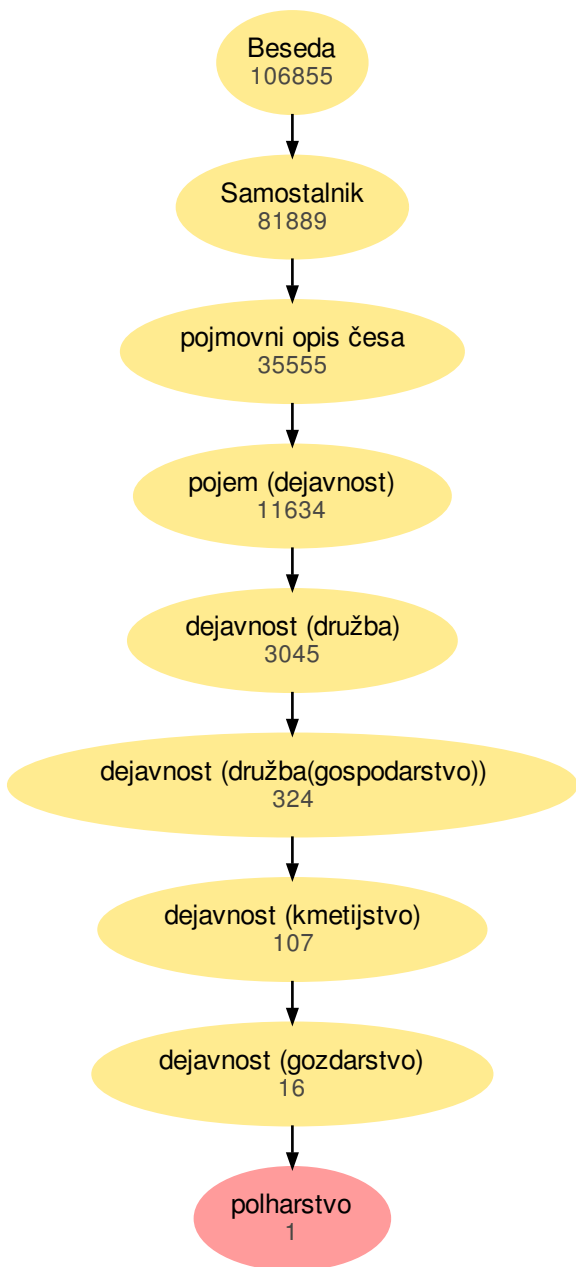 Beseda
106855
Samostalnik
81889
pojmovni opis česa
35555
pojem (dejavnost)
11634
dejavnost (družba)
3045
dejavnost (družba(gospodarstvo))
324
dejavnost (kmetijstvo)
107
dejavnost (gozdarstvo)
16
polharstvo
1